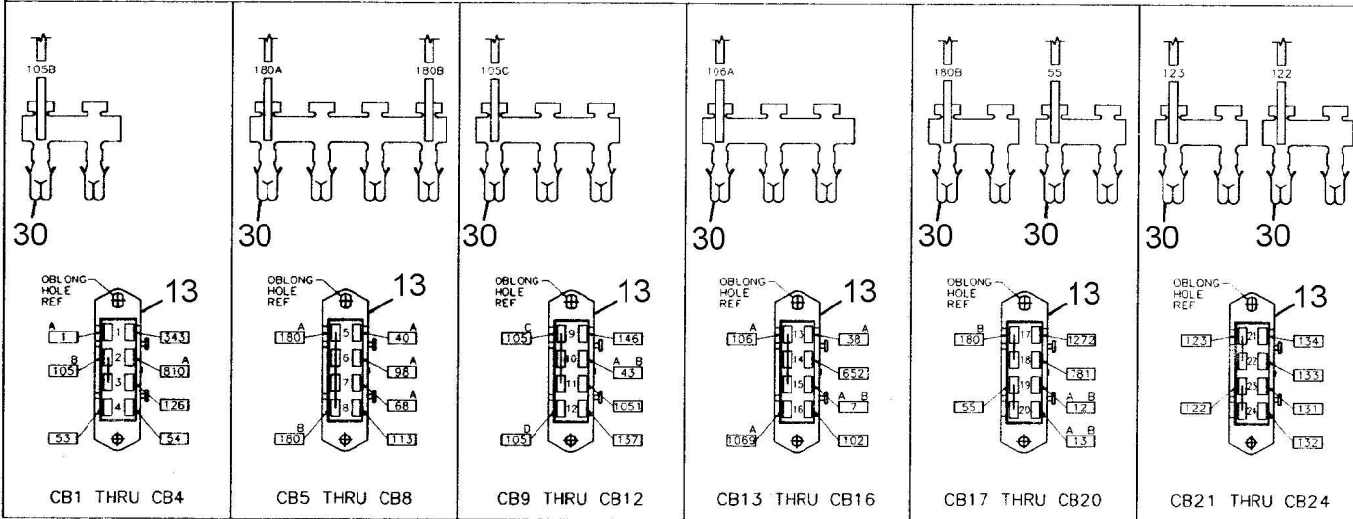 105B
30
OBLONG
HOLE
REF
13
A
1
1
343
B
105
2
A
810
3
126
53
4
54
CB1 THRU CB4
180A
180B
30
OBLONG
HOLE
REF
13
A
180
5
A
40
6
A
98
7
A
68
B
180
8
113
CB5 THRU CB8
105C
30
OBLONG
HOLE
REF
13
C
105
9
146
10
A B
43
11
1051
D
105
12
137
CB9 THRU CB12
106A
30
OBLONG
HOLE
REF
13
A
106
13
A
38
14
652
15
A B
7
A
1069
16
102
CB13 THRU CB16
180B
55
30
30
OBLONG
HOLE
REF
13
B
180
17
1272
18
181
55
19
A B
12
20
A B
13
CB17 THRU CB20
123
122
30
30
OBLONG
HOLE
REF
13
123
21
134
22
133
122
23
131
24
132
CB21 THRU CB24